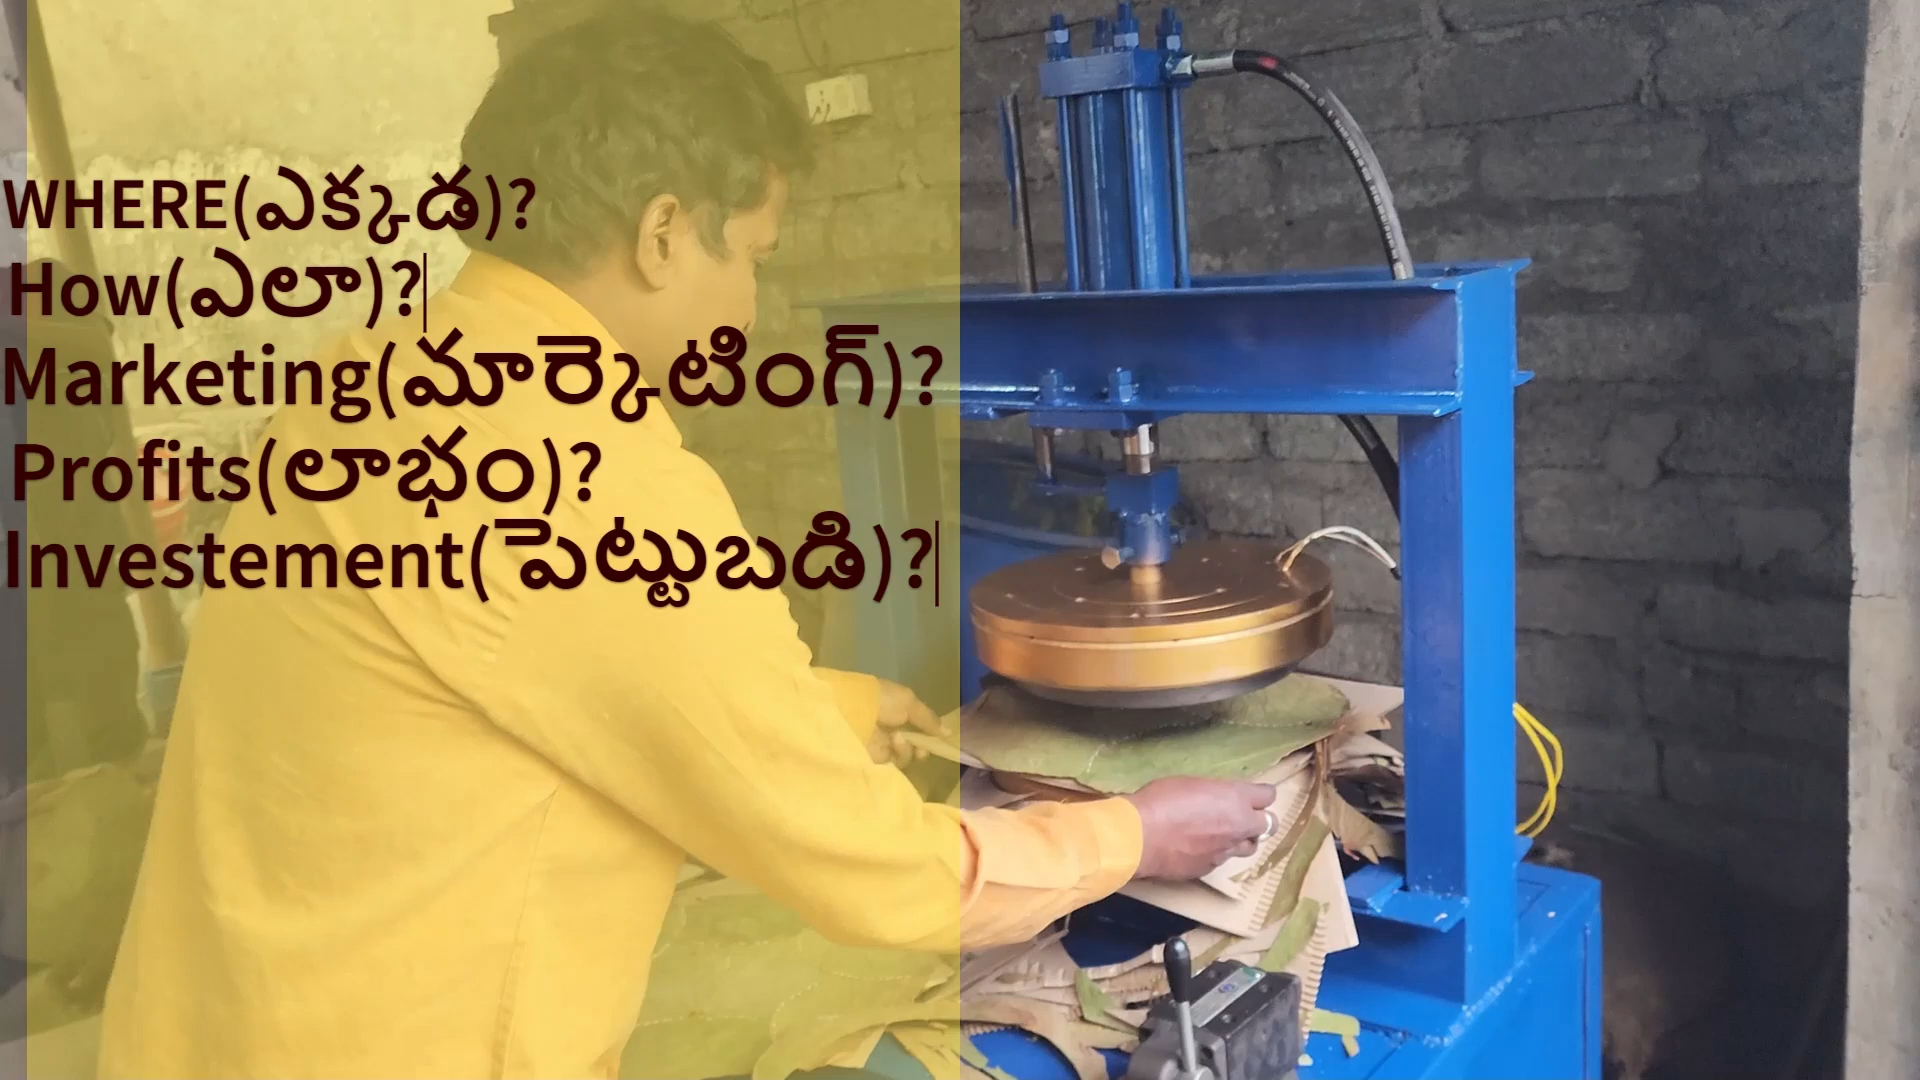 WHERE(ఎక్కడ)?
How(ఎలా)?
Marketing(మార్కెటింగ్)?
Profits(లాభం)?
Investement(పెట్టుబడి)?